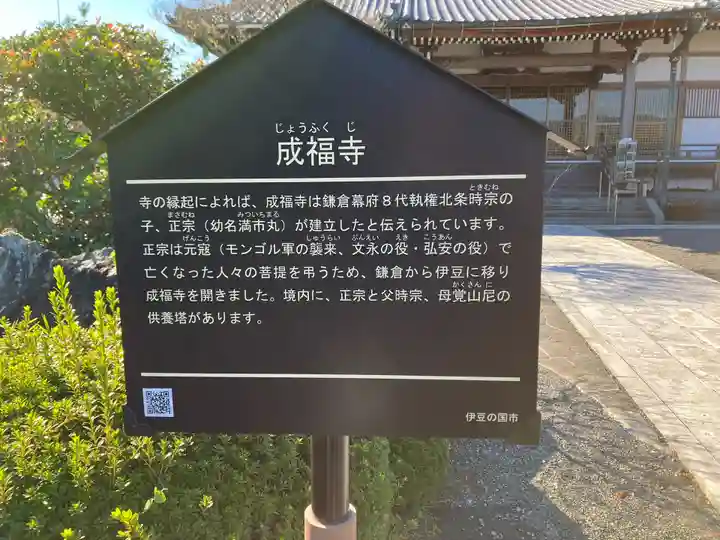 じょうふくじ
成福寺
ときむね
寺の縁起によれば、成福寺は鎌倉幕府８代執権北条時宗の
まさむね みついちまる
子、正宗（幼名満市丸）が建立したと伝えられています。
げんこう しゅうらい ぶんえい えき こうあん
正宗は元寇（モンゴル軍の襲来、文永の役・弘安の役）で
亡くなった人々の菩提を弔うため、鎌倉から伊豆に移り
かくさんに
成福寺を開きました。境内に、正宗と父時宗、母覚山尼の
供養塔があります。
伊豆の国市